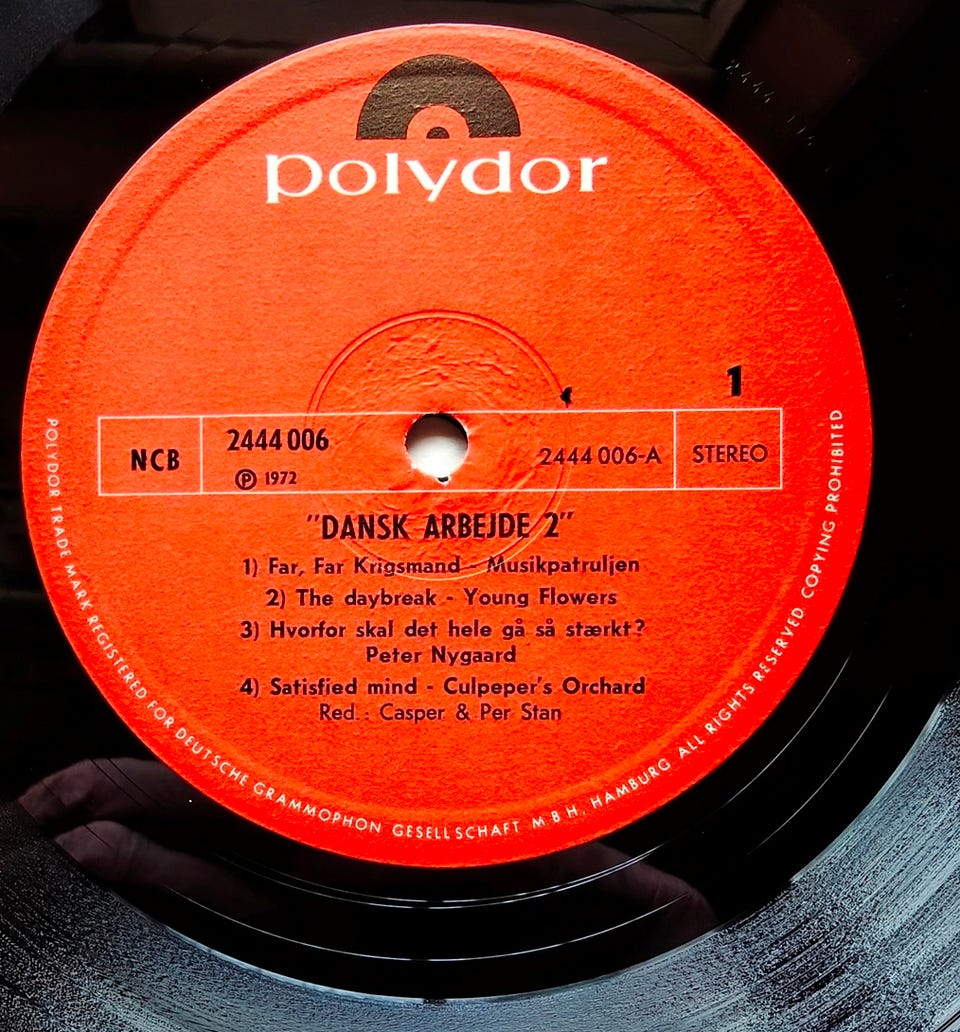 polydor
1
NCB
2444 006
℗ 1972
2444 006-A
STEREO
"DANSK ARBEJDE 2"
1) Far, Far Krigsmand - Musikpatruljen
2) The daybreak - Young Flowers
3) Hvorfor skal det hele gå så stærkt?
Peter Nygaard
4) Satisfied mind - Culpeper's Orchard
Red.: Casper & Per Stan
POLYDOR TRADE MARK REGISTERED FOR DEUTSCHE GRAMMOPHON GESELLSCHAFT M B H, HAMBURG ALL RIGHTS RESERVED COPYING PROHIBITED